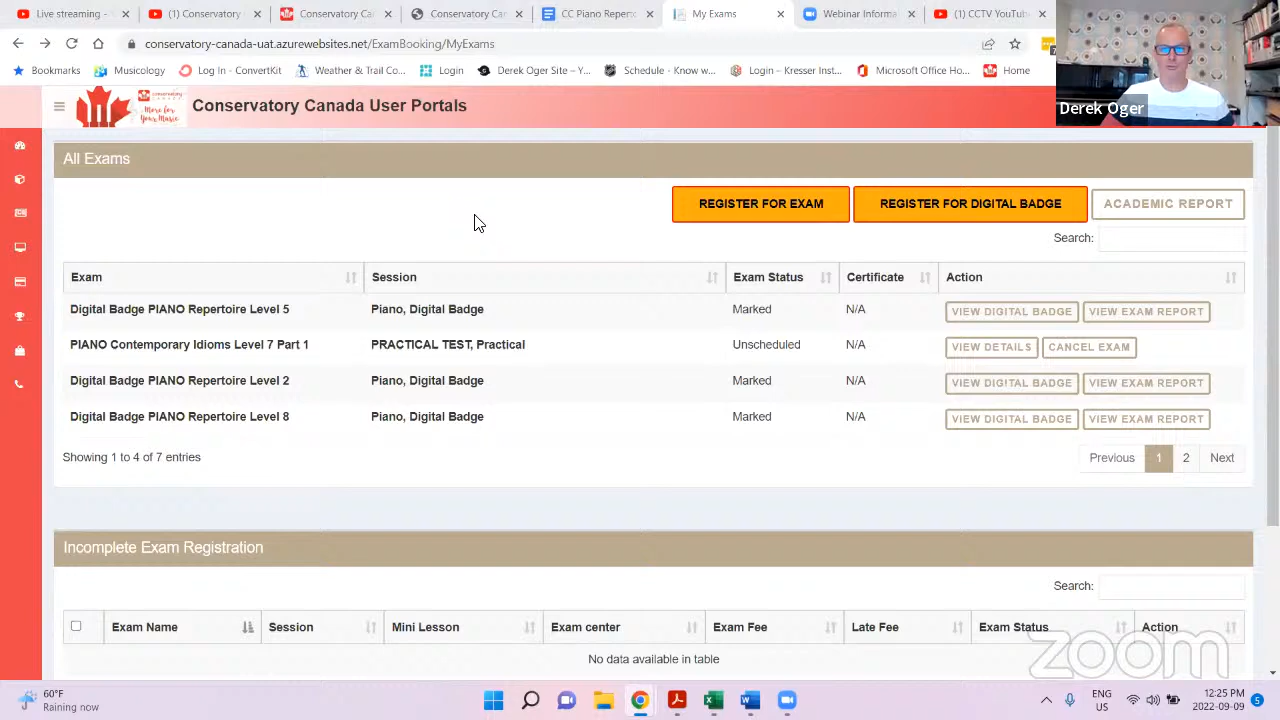 (1) YouTube
Conservatory Can
Conservatory Can
CC PIANO Reper
My Exams
Webinar Informa
(1) CCTV YouTub
conservatory-canada-uat.azurewebsites.net/ExamBooking/MyExams
Bookmarks
Musicology
Log In - ConvertKit
Weather & Trail Co...
Login
Derek Oger Site – Y...
Schedule - Know w...
Login – Kresser Inst...
Microsoft Office Ho...
Home
Derek Oger
More for
Your Music
Conservatory Canada User Portals
All Exams
REGISTER FOR EXAM
REGISTER FOR DIGITAL BADGE
ACADEMIC REPORT
Search:
Exam Session Exam Status Certificate Action
Digital Badge PIANO Repertoire Level 5 Piano, Digital Badge Marked N/A VIEW DIGITAL BADGE VIEW EXAM REPORT
PIANO Contemporary Idioms Level 7 Part 1 PRACTICAL TEST, Practical Unscheduled N/A VIEW DETAILS CANCEL EXAM
Digital Badge PIANO Repertoire Level 2 Piano, Digital Badge Marked N/A VIEW DIGITAL BADGE VIEW EXAM REPORT
Digital Badge PIANO Repertoire Level 8 Piano, Digital Badge Marked N/A VIEW DIGITAL BADGE VIEW EXAM REPORT
Showing 1 to 4 of 7 entries
Previous 1 2 Next
Incomplete Exam Registration
Search:
Exam Name Session Mini Lesson Exam center Exam Fee Late Fee Exam Status Action
No data available in table
zoom
60°F
Raining now
ENG
US
12:25 PM
2022-09-09
5